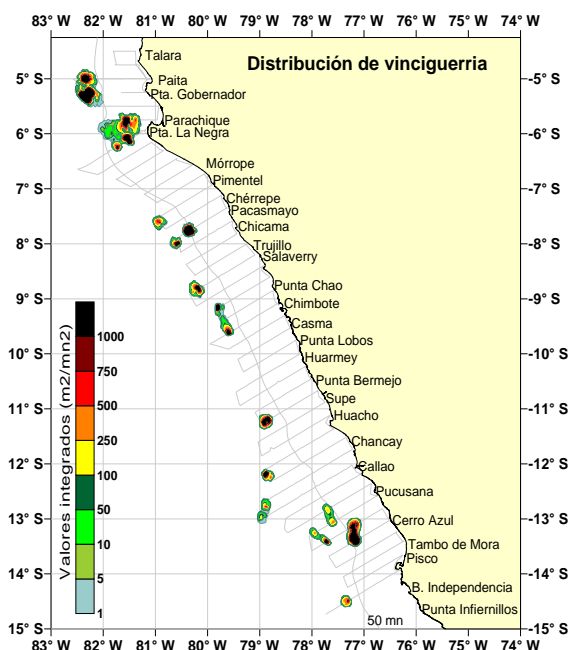 83° W 82° W 81° W 80° W 79° W 78° W 77° W 76° W 75° W 74° W
Distribución de vinciguerria
Talara
5° S
-5° S
Paita
Pta. Gobernador
Parachique
6° S
-6° S
Pta. La Negra
Mórrope
7° S
-7° S
Pimentel
Chérrepe
Pacasmayo
Chicama
8° S
-8° S
Trujillo
Salaverry
Punta Chao
9° S
-9° S
Chimbote
Casma
Punta Lobos
10° S
-10° S
Huarmey
Punta Bermejo
Supe
11° S
-11° S
Huacho
Chancay
12° S
-12° S
Callao
Pucusana
13° S
-13° S
Cerro Azul
Tambo de Mora
Pisco
14° S
-14° S
B. Independencia
Punta Infiernillos
50 mn
15° S
-15° S
Valores integrados (m2/mn2)
1000
750
500
250
100
50
10
5
1
83° W 82° W 81° W 80° W 79° W 78° W 77° W 76° W 75° W 74° W